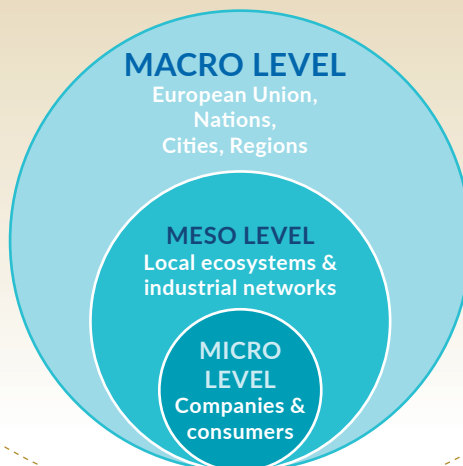 MACRO LEVEL
European Union,
Nations,
Cities, Regions
MESO LEVEL
Local ecosystems &
industrial networks
MICRO
LEVEL
Companies &
consumers